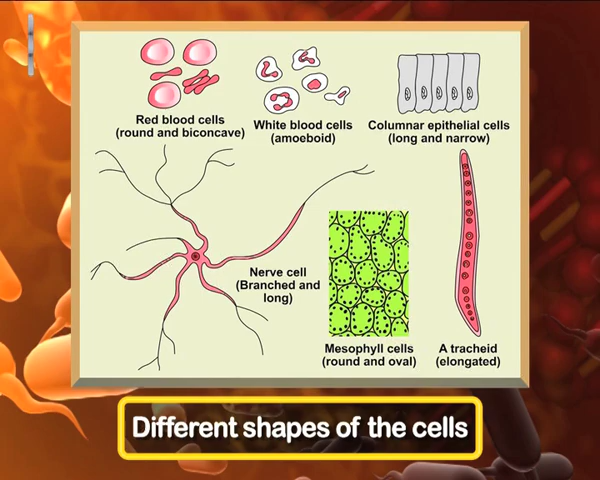 Red blood cells
(round and biconcave)
White blood cells
(amoeboid)
Columnar epithelial cells
(long and narrow)
Nerve cell
(Branched and
long)
Mesophyll cells
(round and oval)
A tracheid
(elongated)
Different shapes of the cells